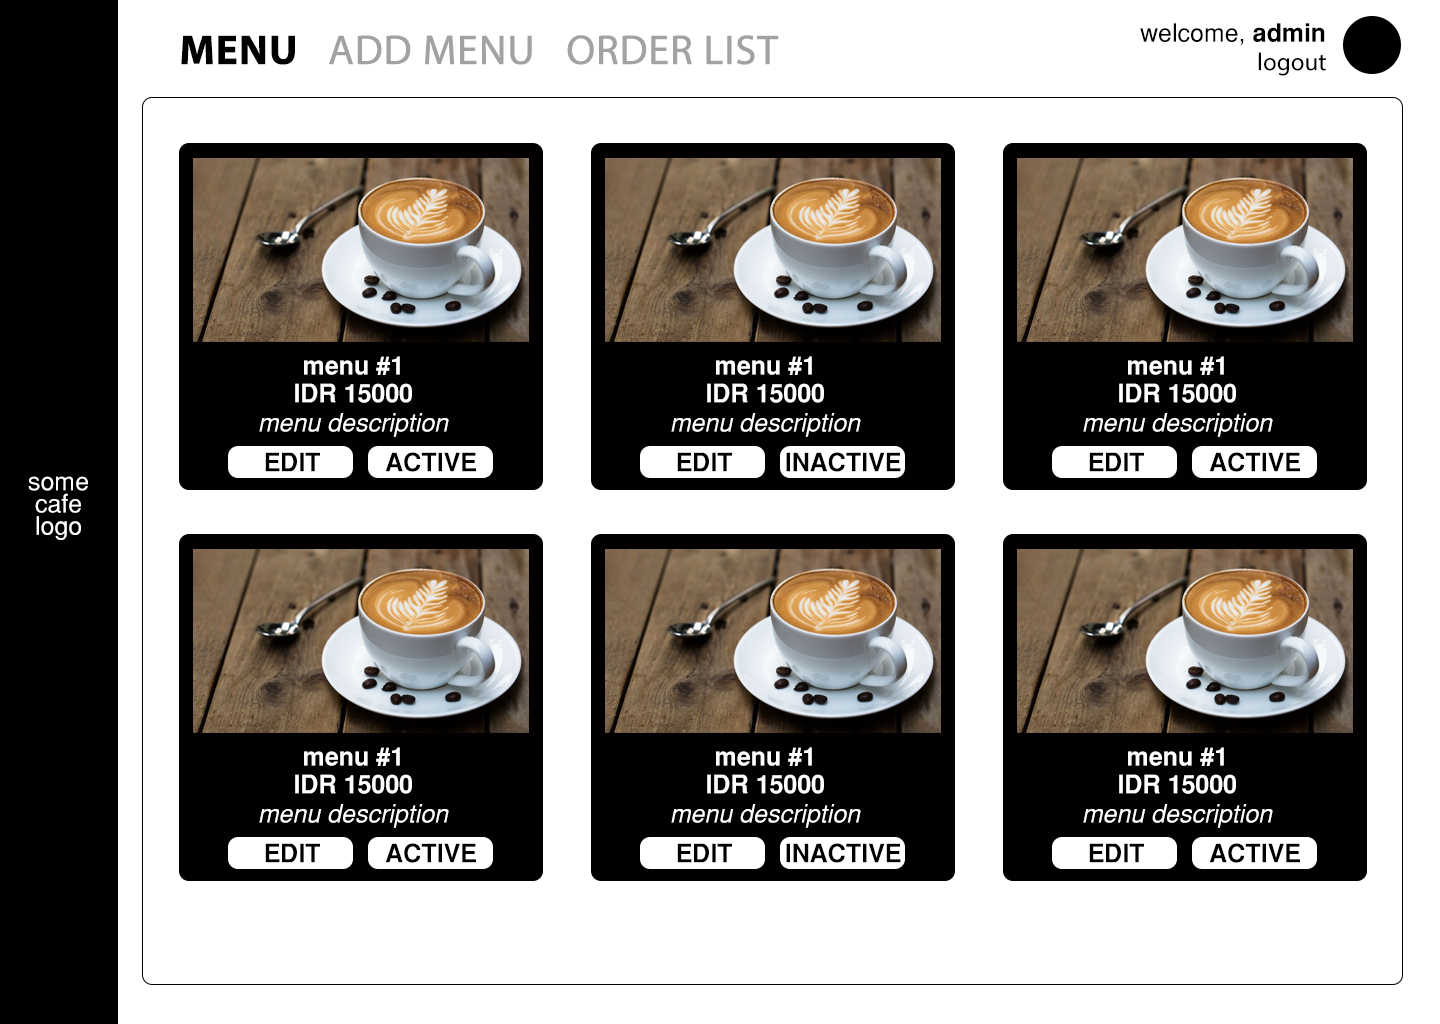 MENU ADD MENU ORDER LIST
welcome, admin
logout
some
cafe
logo
menu #1
IDR 15000
menu description
EDIT ACTIVE
menu #1
IDR 15000
menu description
EDIT INACTIVE
menu #1
IDR 15000
menu description
EDIT ACTIVE
menu #1
IDR 15000
menu description
EDIT ACTIVE
menu #1
IDR 15000
menu description
EDIT INACTIVE
menu #1
IDR 15000
menu description
EDIT ACTIVE